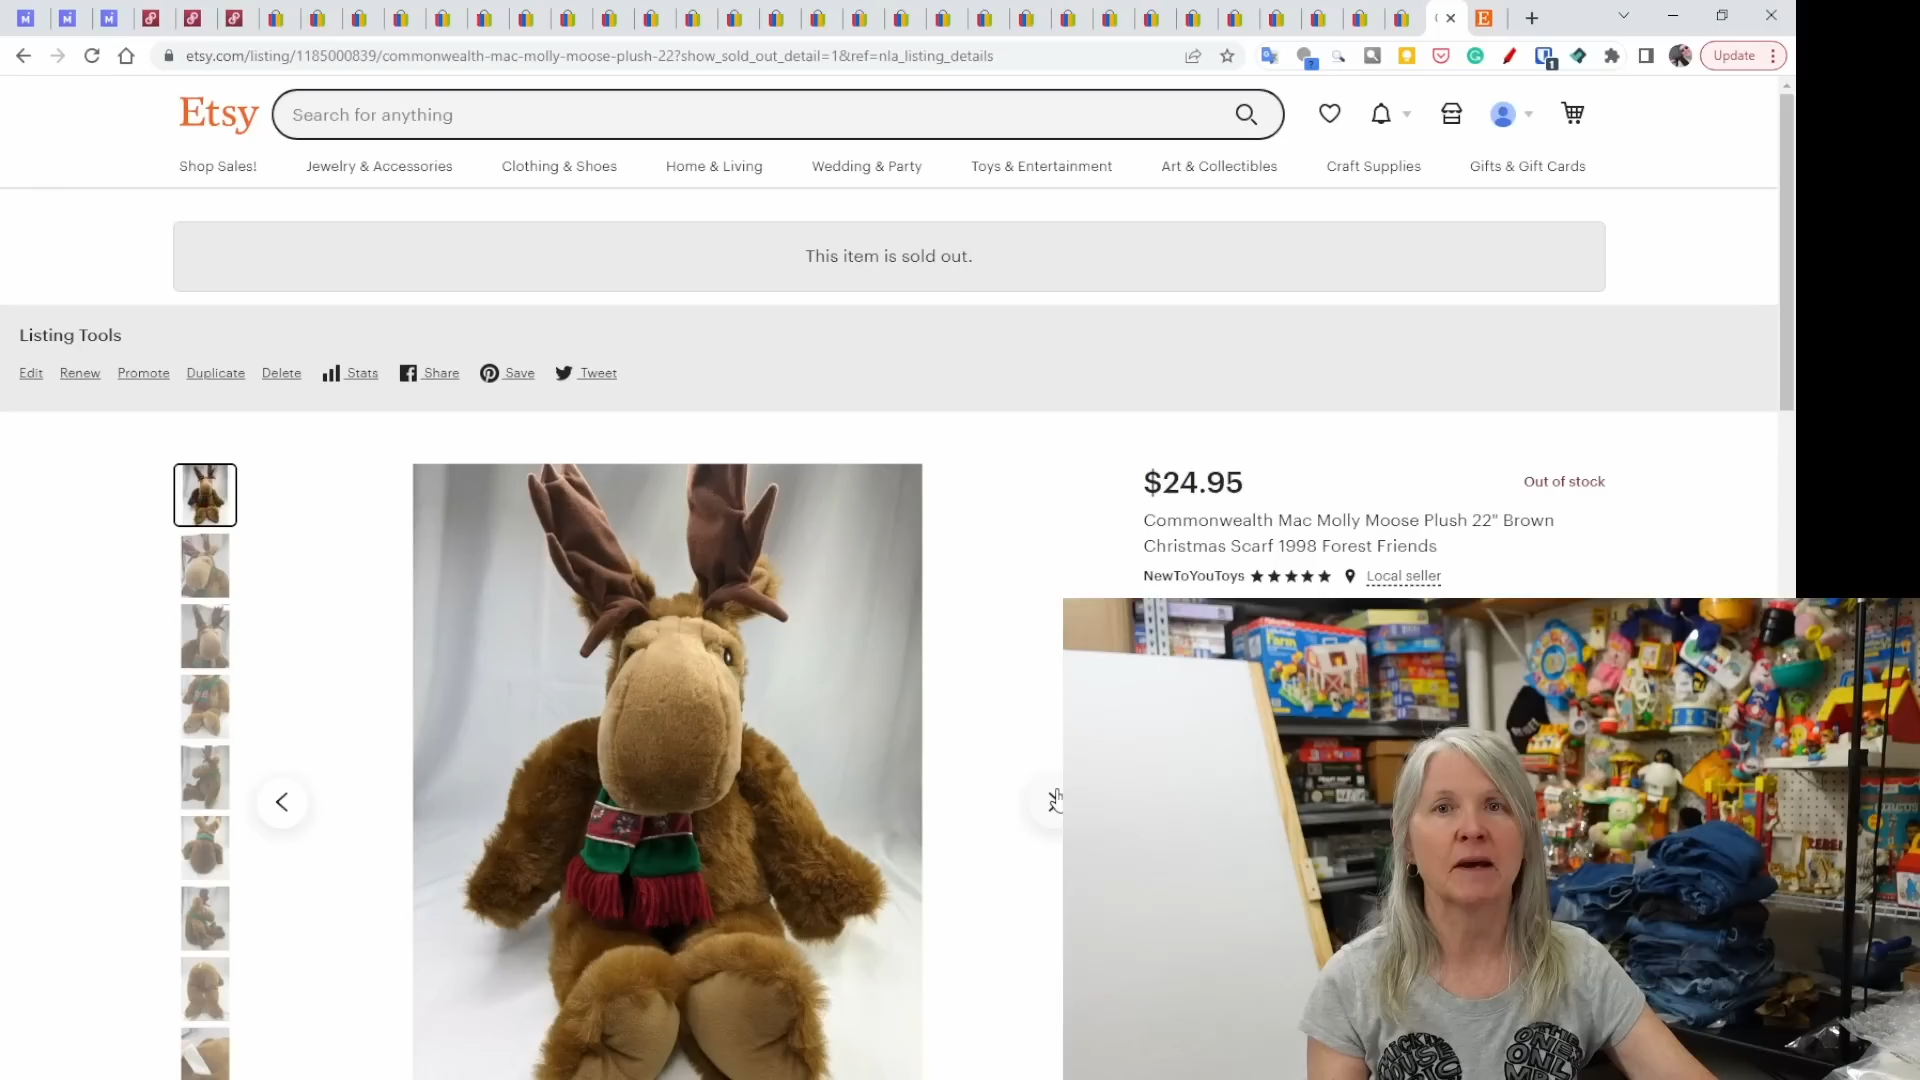 etsy.com/listing/1185000839/commonwealth-mac-molly-moose-plush-22?show_sold_out_detail=1&ref=nla_listing_details
Update
Etsy
Search for anything
Shop Sales!
Jewelry & Accessories
Clothing & Shoes
Home & Living
Wedding & Party
Toys & Entertainment
Art & Collectibles
Craft Supplies
Gifts & Gift Cards
This item is sold out.
Listing Tools
Edit
Renew
Promote
Duplicate
Delete
Stats
Share
Save
Tweet
$24.95
Out of stock
Commonwealth Mac Molly Moose Plush 22" Brown
Christmas Scarf 1998 Forest Friends
NewToYouToys
Local seller
Farm